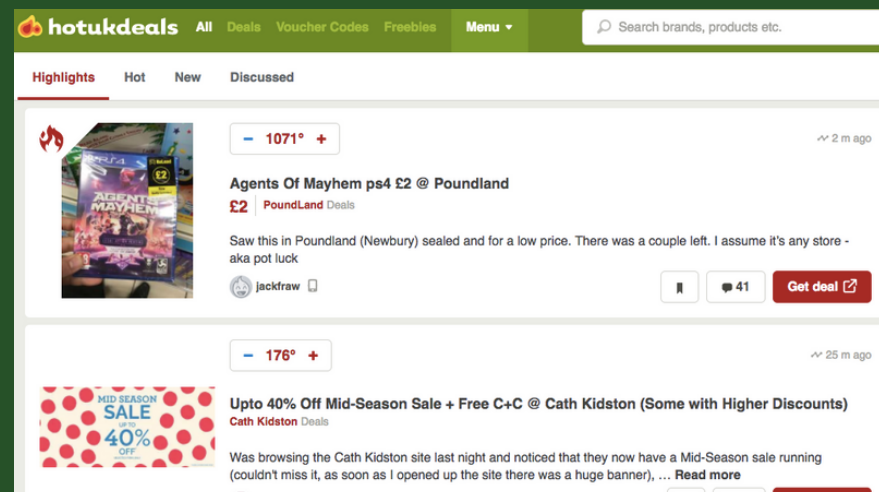 hotukdeals All Deals Voucher Codes Freebies Menu Search brands, products etc.
Highlights Hot New Discussed
1071° 2 m ago
PS4
£2
AGENTS OF MAYHEM
Agents Of Mayhem ps4 £2 @ Poundland
£2 PoundLand Deals
Saw this in Poundland (Newbury) sealed and for a low price. There was a couple left. I assume it's any store -
aka pot luck
jackfraw 41 Get deal
176° 25 m ago
MID SEASON
SALE
UP TO
40%
OFF
Upto 40% Off Mid-Season Sale + Free C+C @ Cath Kidston (Some with Higher Discounts)
Cath Kidston Deals
Was browsing the Cath Kidston site last night and noticed that they now have a Mid-Season sale running
(couldn't miss it, as soon as I opened up the site there was a huge banner), … Read more